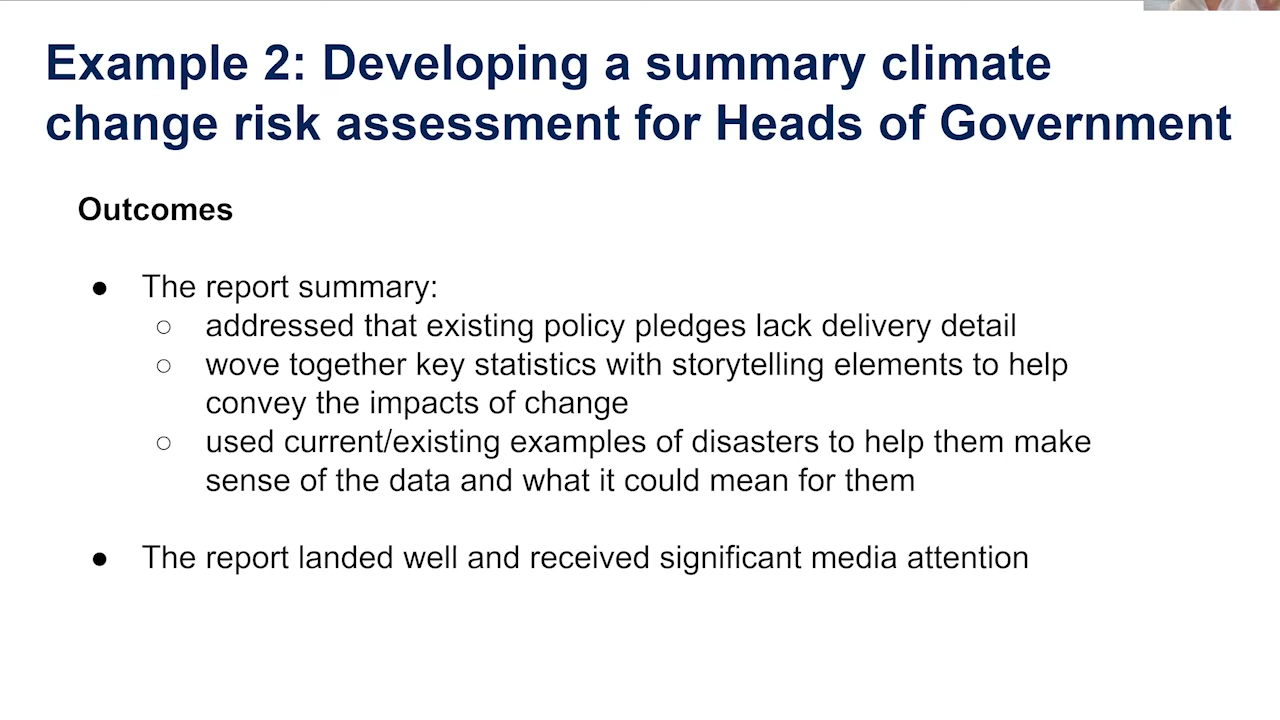 Example 2: Developing a summary climate
change risk assessment for Heads of Government
Outcomes
● The report summary:
○ addressed that existing policy pledges lack delivery detail
○ wove together key statistics with storytelling elements to help
convey the impacts of change
○ used current/existing examples of disasters to help them make
sense of the data and what it could mean for them
● The report landed well and received significant media attention